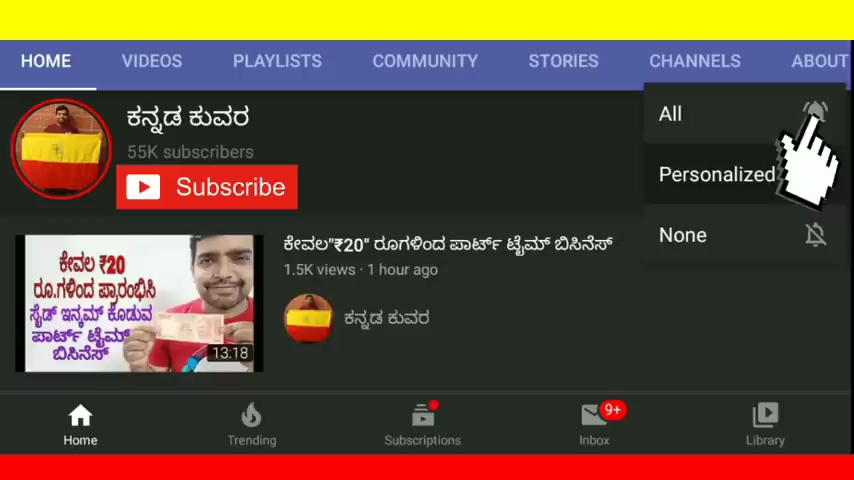 HOME VIDEOS PLAYLISTS COMMUNITY STORIES CHANNELS ABOUT
ಕನ್ನಡ ಕುವರ
55K subscribers
Subscribe
All
Personalized
None
ಕೇವಲ ₹20
ರೂ.ಗಳಿಂದ ಪ್ರಾರಂಭಿಸಿ
ಸೈಡ್ ಇನ್ಕಮ್ ಕೊಡುವ
ಪಾರ್ಟ್ ಟೈಮ್
ಬಿಸಿನೆಸ್
13:18
ಕೇವಲ"₹20" ರೂಗಳಿಂದ ಪಾರ್ಟ್ ಟೈಮ್ ಬಿಸಿನೆಸ್
1.5K views · 1 hour ago
ಕನ್ನಡ ಕುವರ
9+
Home Trending Subscriptions Inbox Library